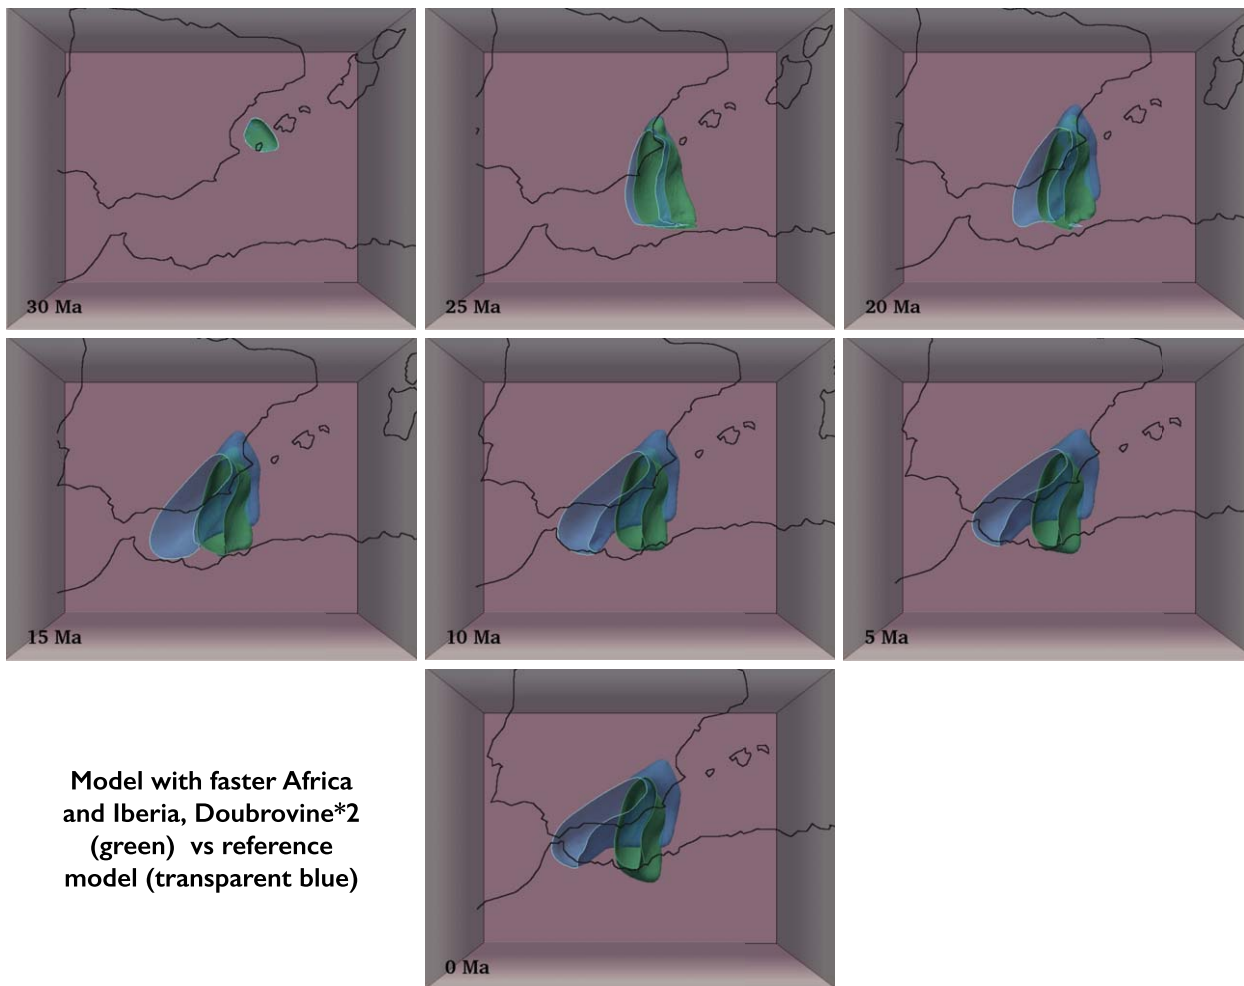 30 Ma
25 Ma
20 Ma
15 Ma
10 Ma
5 Ma
Model with faster Africa
and Iberia, Doubrovine*2
(green) vs reference
model (transparent blue)
0 Ma